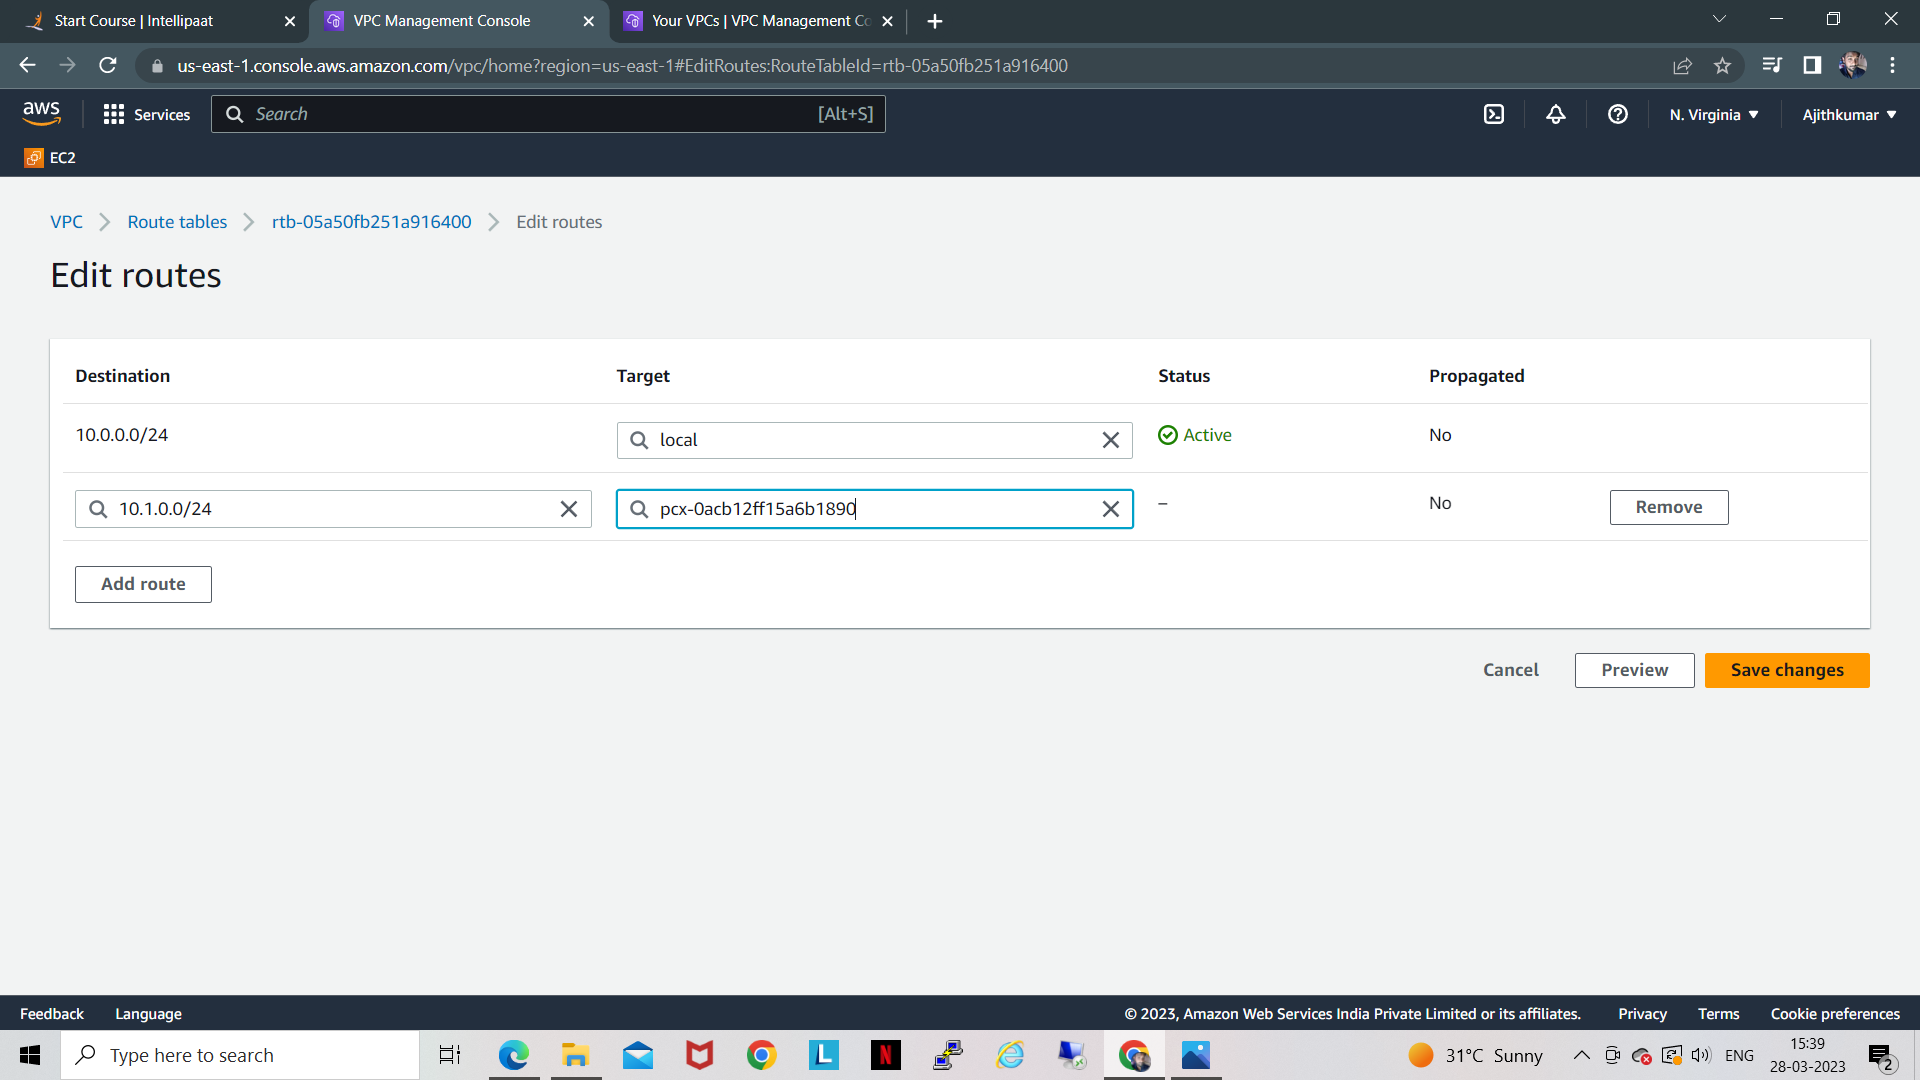 Start Course | Intellipaat
VPC Management Console
Your VPCs | VPC Management Co
us-east-1.console.aws.amazon.com/vpc/home?region=us-east-1#EditRoutes:RouteTableId=rtb-05a50fb251a916400
aws
Services
Search
[Alt+S]
N. Virginia
Ajithkumar
EC2
VPC
Route tables
rtb-05a50fb251a916400
Edit routes
Edit routes
Destination Target Status Propagated
10.0.0.0/24 local Active No
10.1.0.0/24 pcx-0acb12ff15a6b1890 – No Remove
Add route
Cancel Preview Save changes
Feedback Language © 2023, Amazon Web Services India Private Limited or its affiliates. Privacy Terms Cookie preferences
Type here to search
L
N
31°C Sunny
ENG
15:39
28-03-2023
2